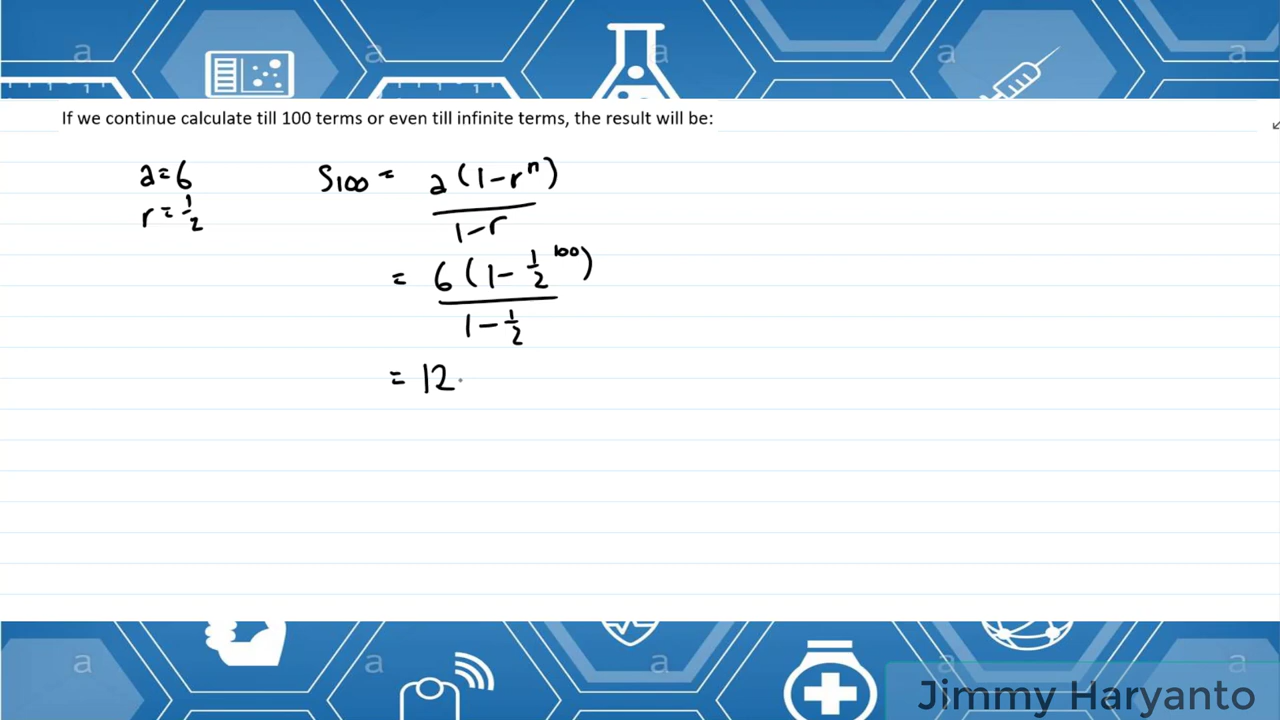 If we continue calculate till 100 terms or even till infinite terms, the result will be:
a=6
r=1/2
S100 = a(1-r^n)
1-r
= 6(1-1/2^100)
1-1/2
= 12
a a a a a
a a a a a
Jimmy Haryanto